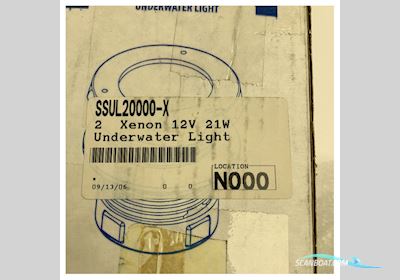 UNDERWATER LIGHT
SSUL20000-X
2 Xenon 12V 21W
Underwater Light
LOCATION
N000
09/13/06 0 0
SCANBOAT.COM